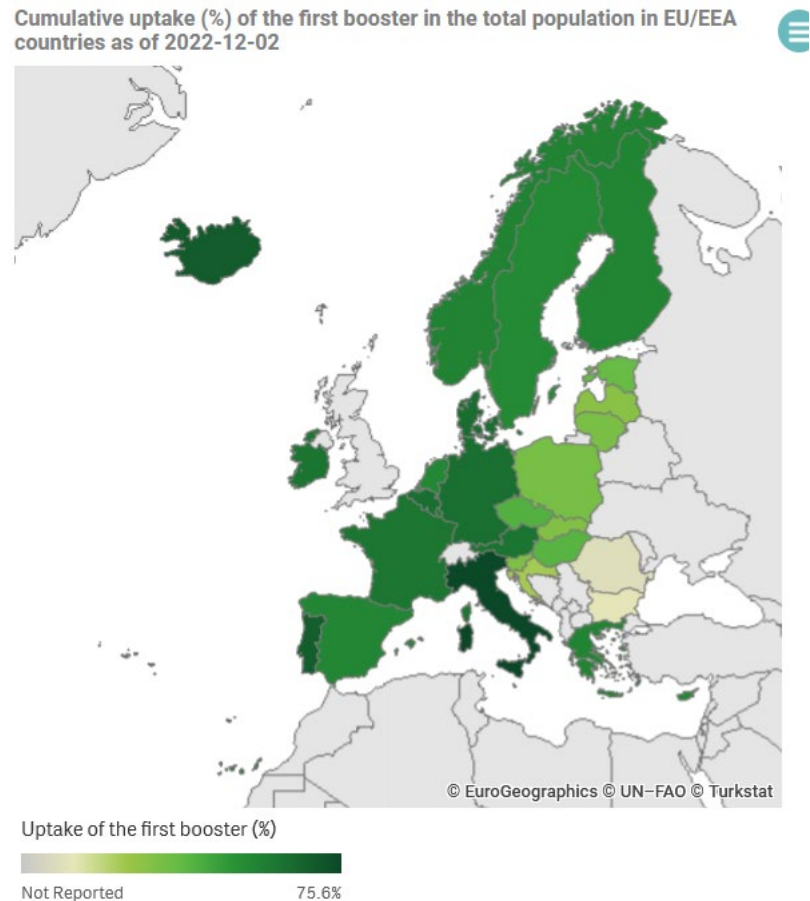 Cumulative uptake (%) of the first booster in the total population in EU/EEA
countries as of 2022-12-02
© EuroGeographics © UN–FAO © Turkstat
Uptake of the first booster (%)
Not Reported 75.6%